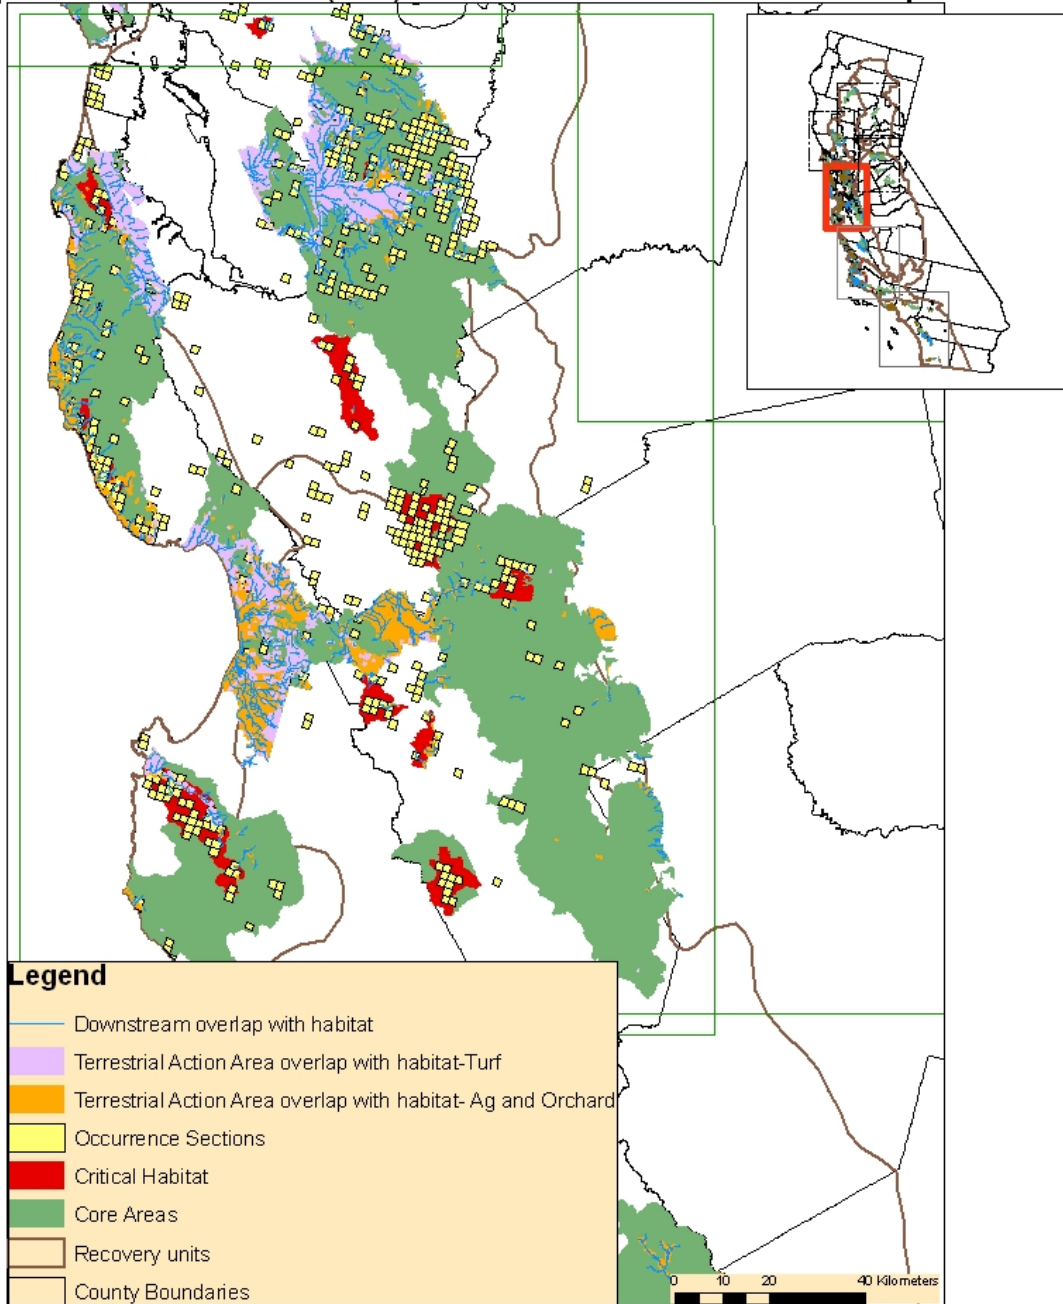 Legend
Downstream overlap with habitat
Terrestrial Action Area overlap with habitat-Turf
Terrestrial Action Area overlap with habitat- Ag and Orchard
Occurrence Sections
Critical Habitat
Core Areas
Recovery units
County Boundaries
0 10 20 40 Kilometers